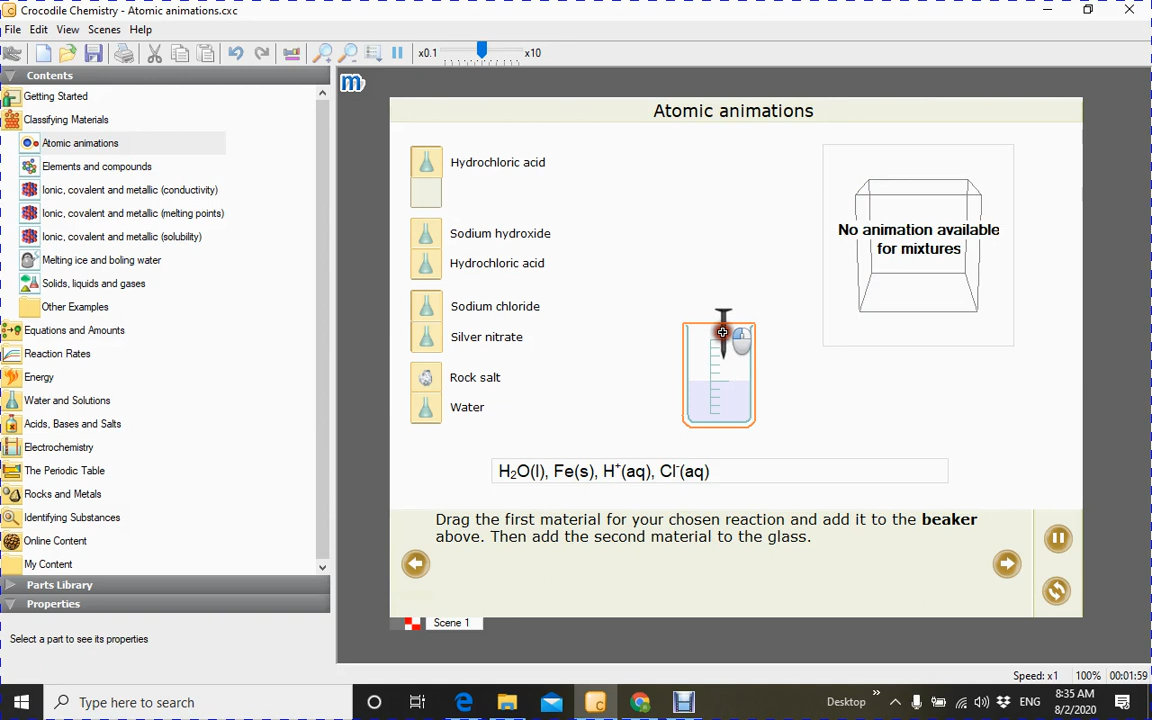 Crocodile Chemistry - Atomic animations.cxc
File Edit View Scenes Help
x0.1 x10
Contents
Getting Started
Classifying Materials
Atomic animations
Elements and compounds
Ionic, covalent and metallic (conductivity)
Ionic, covalent and metallic (melting points)
Ionic, covalent and metallic (solubility)
Melting ice and boiling water
Solids, liquids and gases
Other Examples
Equations and Amounts
Reaction Rates
Energy
Water and Solutions
Acids, Bases and Salts
Electrochemistry
The Periodic Table
Rocks and Metals
Identifying Substances
Online Content
My Content
Parts Library
Properties
Select a part to see its properties
m
Atomic animations
Hydrochloric acid
Sodium hydroxide
Hydrochloric acid
Sodium chloride
Silver nitrate
Rock salt
Water
No animation available
for mixtures
H₂O(l), Fe(s), H⁺(aq), Cl⁻(aq)
Drag the first material for your chosen reaction and add it to the beaker
above. Then add the second material to the glass.
Scene 1
Speed: x1 100% 00:01:59
Type here to search
Desktop » ENG 8:35 AM
8/2/2020